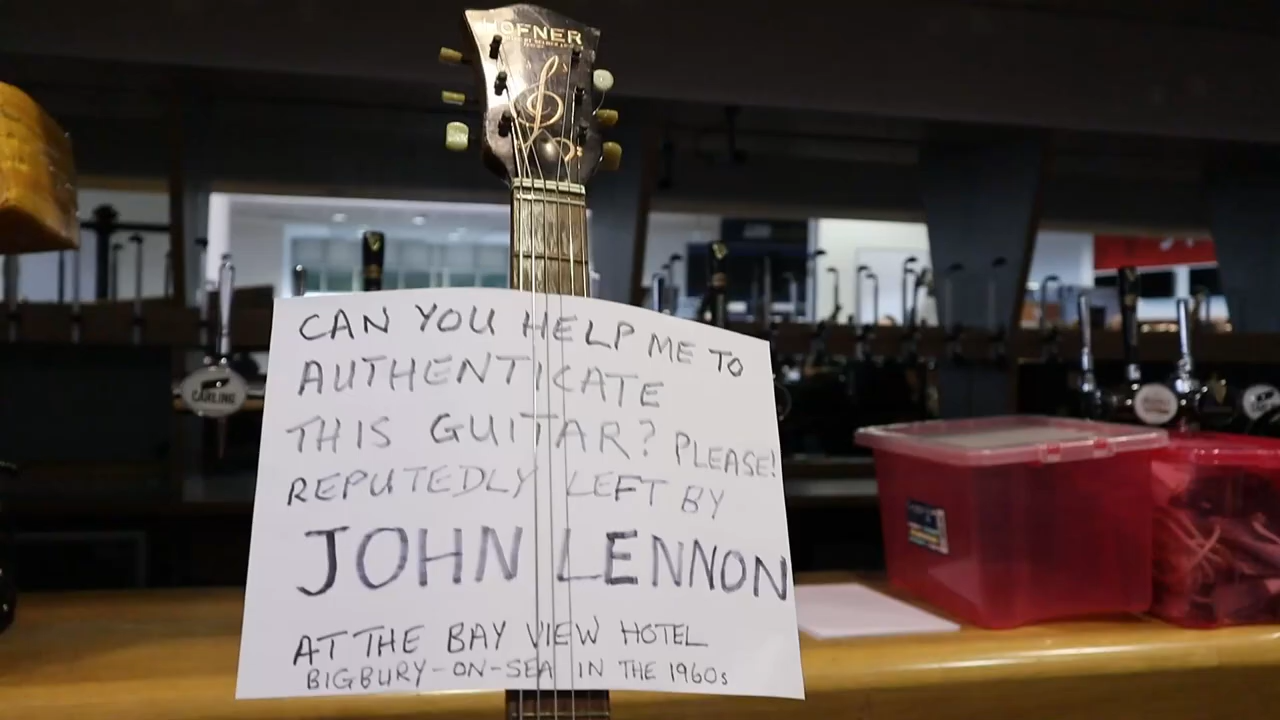 HOFNER
CAN YOU HELP ME TO
AUTHENTICATE
THIS GUITAR? PLEASE!
REPUTEDLY LEFT BY
JOHN LENNON
AT THE BAY VIEW HOTEL
BIGBURY-ON-SEA IN THE 1960s
CARLING